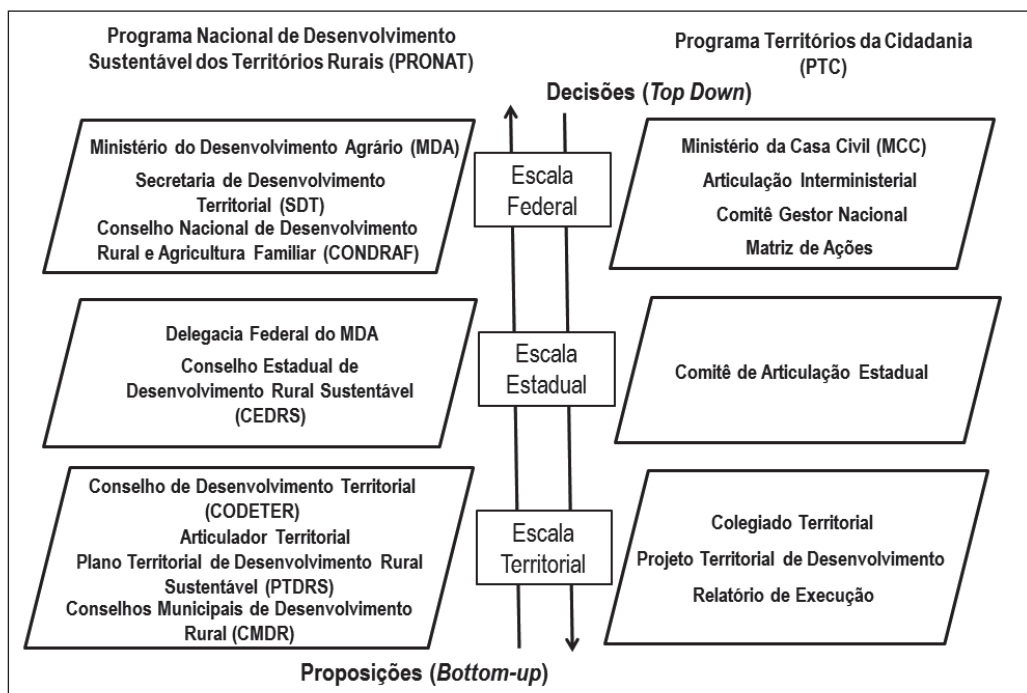 Programa Nacional de Desenvolvimento
Sustentável dos Territórios Rurais (PRONAT)
Programa Territórios da Cidadania
(PTC)
Decisões (Top Down)
Ministério do Desenvolvimento Agrário (MDA)
Secretaria de Desenvolvimento
Territorial (SDT)
Conselho Nacional de Desenvolvimento
Rural e Agricultura Familiar (CONDRAF)
Escala
Federal
Ministério da Casa Civil (MCC)
Articulação Interministerial
Comitê Gestor Nacional
Matriz de Ações
Delegacia Federal do MDA
Conselho Estadual de
Desenvolvimento Rural Sustentável
(CEDRS)
Escala
Estadual
Comitê de Articulação Estadual
Conselho de Desenvolvimento Territorial
(CODETER)
Articulador Territorial
Plano Territorial de Desenvolvimento Rural
Sustentável (PTDRS)
Conselhos Municipais de Desenvolvimento
Rural (CMDR)
Escala
Territorial
Colegiado Territorial
Projeto Territorial de Desenvolvimento
Relatório de Execução
Proposições (Bottom-up)